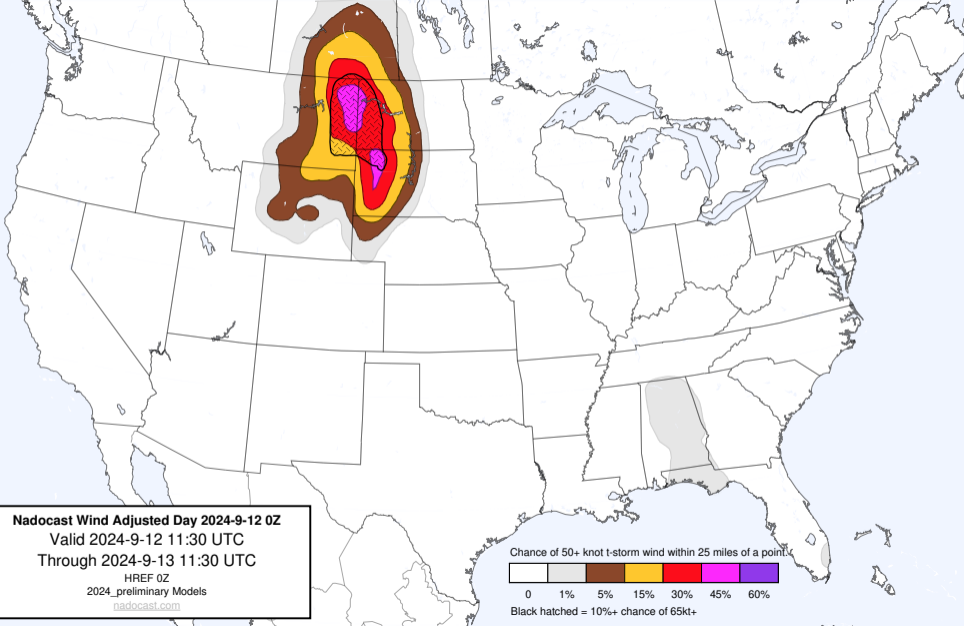 Nadocast Wind Adjusted Day 2024-9-12 0Z
Valid 2024-9-12 11:30 UTC
Through 2024-9-13 11:30 UTC
HREF 0Z
2024_preliminary Models
nadocast.com
Chance of 50+ knot t-storm wind within 25 miles of a point.
0 1% 5% 15% 30% 45% 60%
Black hatched = 10%+ chance of 65kt+